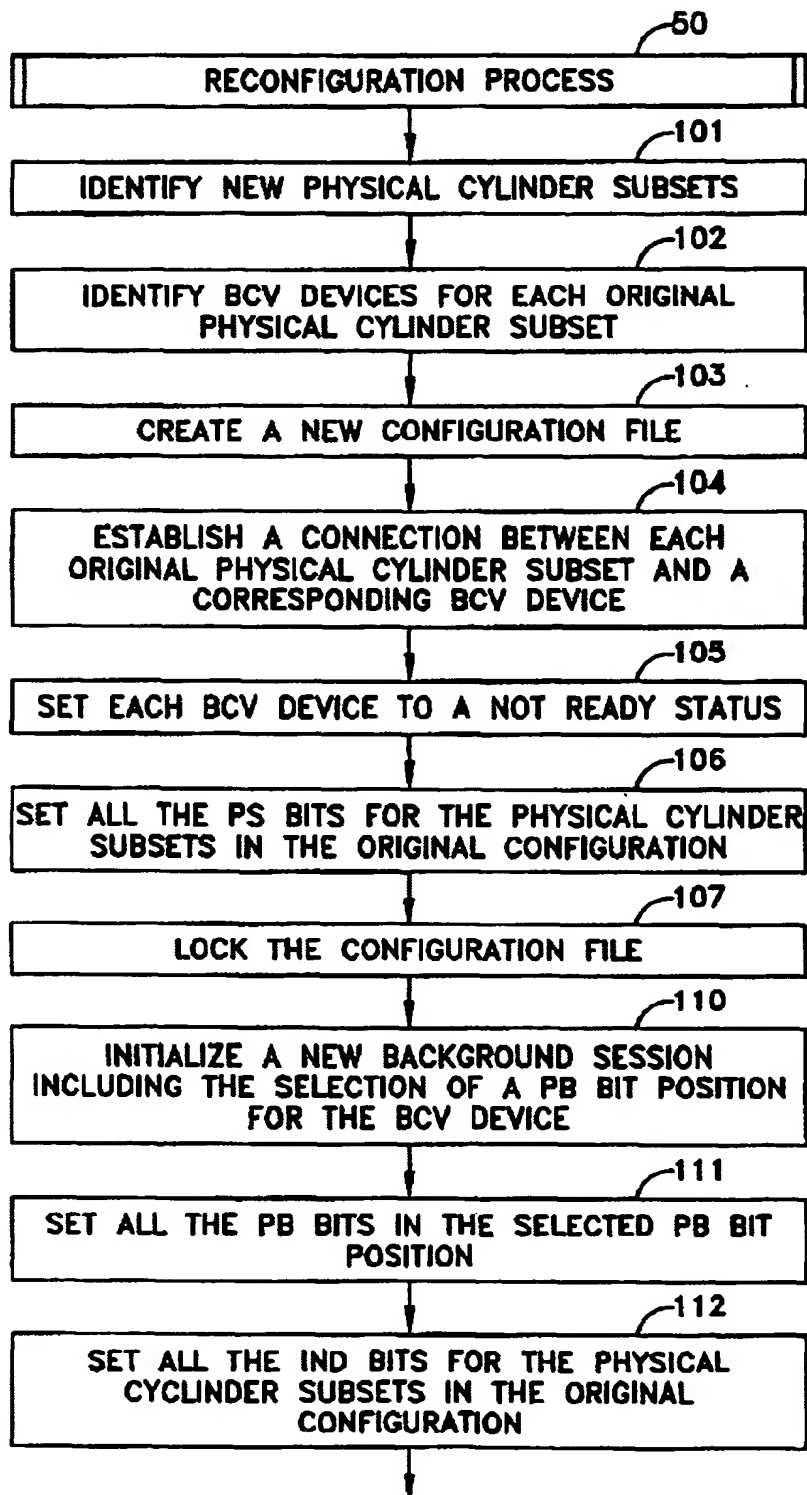 50
RECONFIGURATION PROCESS
101
IDENTIFY NEW PHYSICAL CYLINDER SUBSETS
102
IDENTIFY BCV DEVICES FOR EACH ORIGINAL
PHYSICAL CYLINDER SUBSET
103
CREATE A NEW CONFIGURATION FILE
104
ESTABLISH A CONNECTION BETWEEN EACH
ORIGINAL PHYSICAL CYLINDER SUBSET AND A
CORRESPONDING BCV DEVICE
105
SET EACH BCV DEVICE TO A NOT READY STATUS
106
SET ALL THE PS BITS FOR THE PHYSICAL CYLINDER
SUBSETS IN THE ORIGINAL CONFIGURATION
107
LOCK THE CONFIGURATION FILE
110
INITIALIZE A NEW BACKGROUND SESSION
INCLUDING THE SELECTION OF A PB BIT POSITION
FOR THE BCV DEVICE
111
SET ALL THE PB BITS IN THE SELECTED PB BIT
POSITION
112
SET ALL THE IND BITS FOR THE PHYSICAL
CYCLINDER SUBSETS IN THE ORIGINAL
CONFIGURATION